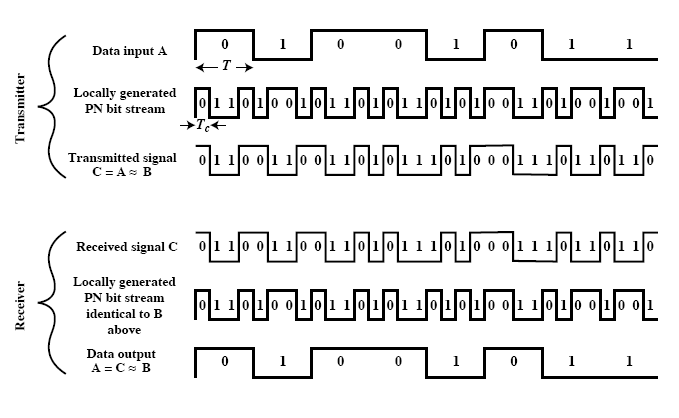 Transmitter
Data input A
0 1 0 0 1 0 1 1
T
Locally generated
PN bit stream
0 1 1 0 1 0 0 1 0 1 1 0 1 0 1 1 0 1 0 1 0 0 1 1 0 1 0 0 1 0 0 1
Tc
Transmitted signal
C = A ≈ B
0 1 1 0 0 1 1 0 0 1 1 0 1 0 1 1 1 0 1 0 0 0 1 1 1 0 1 1 0 1 1 0
Receiver
Received signal C
0 1 1 0 0 1 1 0 0 1 1 0 1 0 1 1 1 0 1 0 0 0 1 1 1 0 1 1 0 1 1 0
Locally generated
PN bit stream
identical to B
above
0 1 1 0 1 0 0 1 0 1 1 0 1 0 1 1 0 1 0 1 0 0 1 1 0 1 0 0 1 0 0 1
Data output
A = C ≈ B
0 1 0 0 1 0 1 1